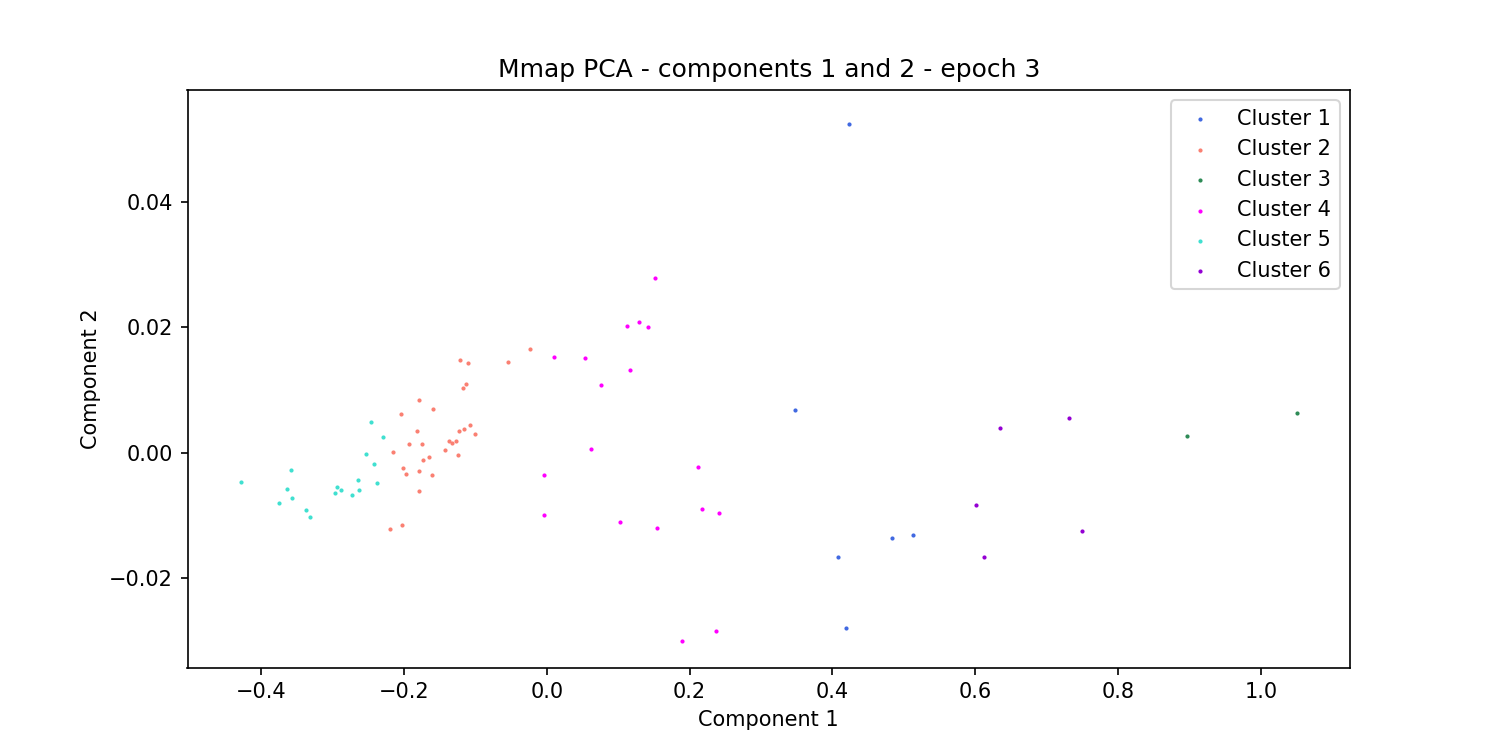 Mmap PCA - components 1 and 2 - epoch 3
Cluster 1
Cluster 2
Cluster 3
Cluster 4
Cluster 5
Cluster 6
Component 2
0.04
0.02
0.00
−0.02
−0.4
−0.2
0.0
0.2
0.4
0.6
0.8
1.0
Component 1